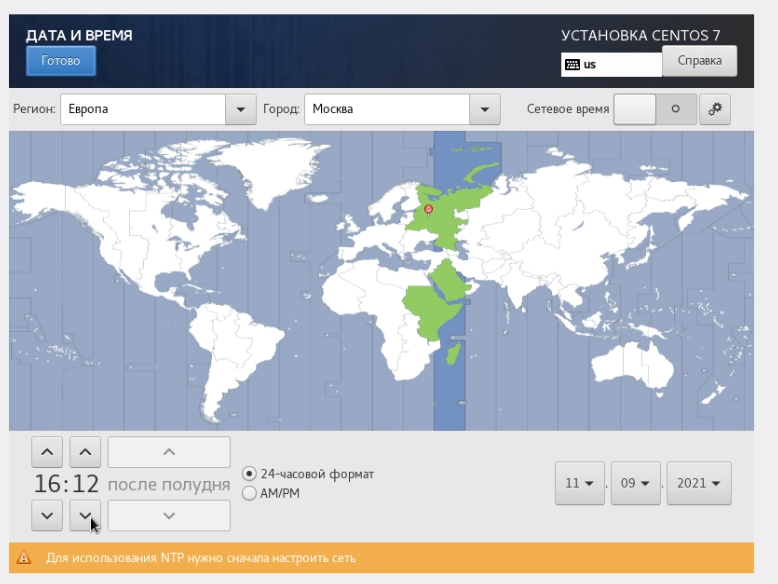 ДАТА И ВРЕМЯ УСТАНОВКА CENTOS 7
Готово us Справка
Регион: Европа Город: Москва Сетевое время
16:12 после полудня 24-часовой формат
AM/PM
11 . 09 . 2021
Для использования NTP нужно сначала настроить сеть